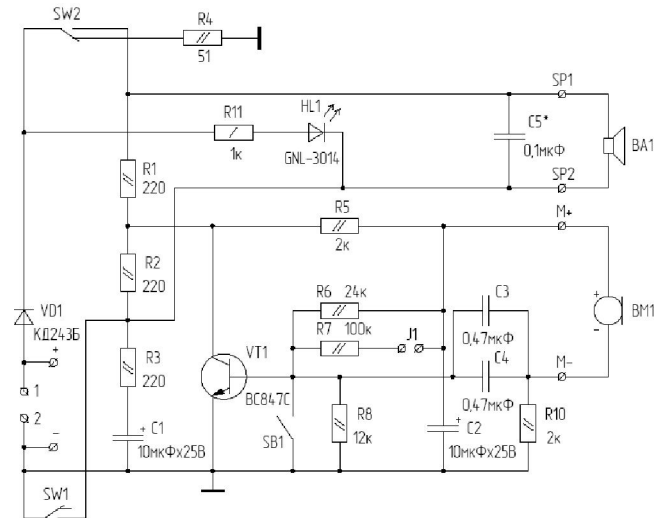 SW2
R4
51
SP1
R11
1к
HL1
GNL-3014
C5*
0,1мкФ
BA1
SP2
R1
220
R5
2к
M+
R2
220
R6 24к
R7 100к
J1
C3
0,47мкФ
BM1
+
-
VD1
КД243Б
+
R3
220
VT1
BC847C
C4
0,47мкФ
M-
1
2
-
+
C1
10мкФх25В
SB1
R8
12к
+
C2
10мкФх25В
R10
2к
SW1